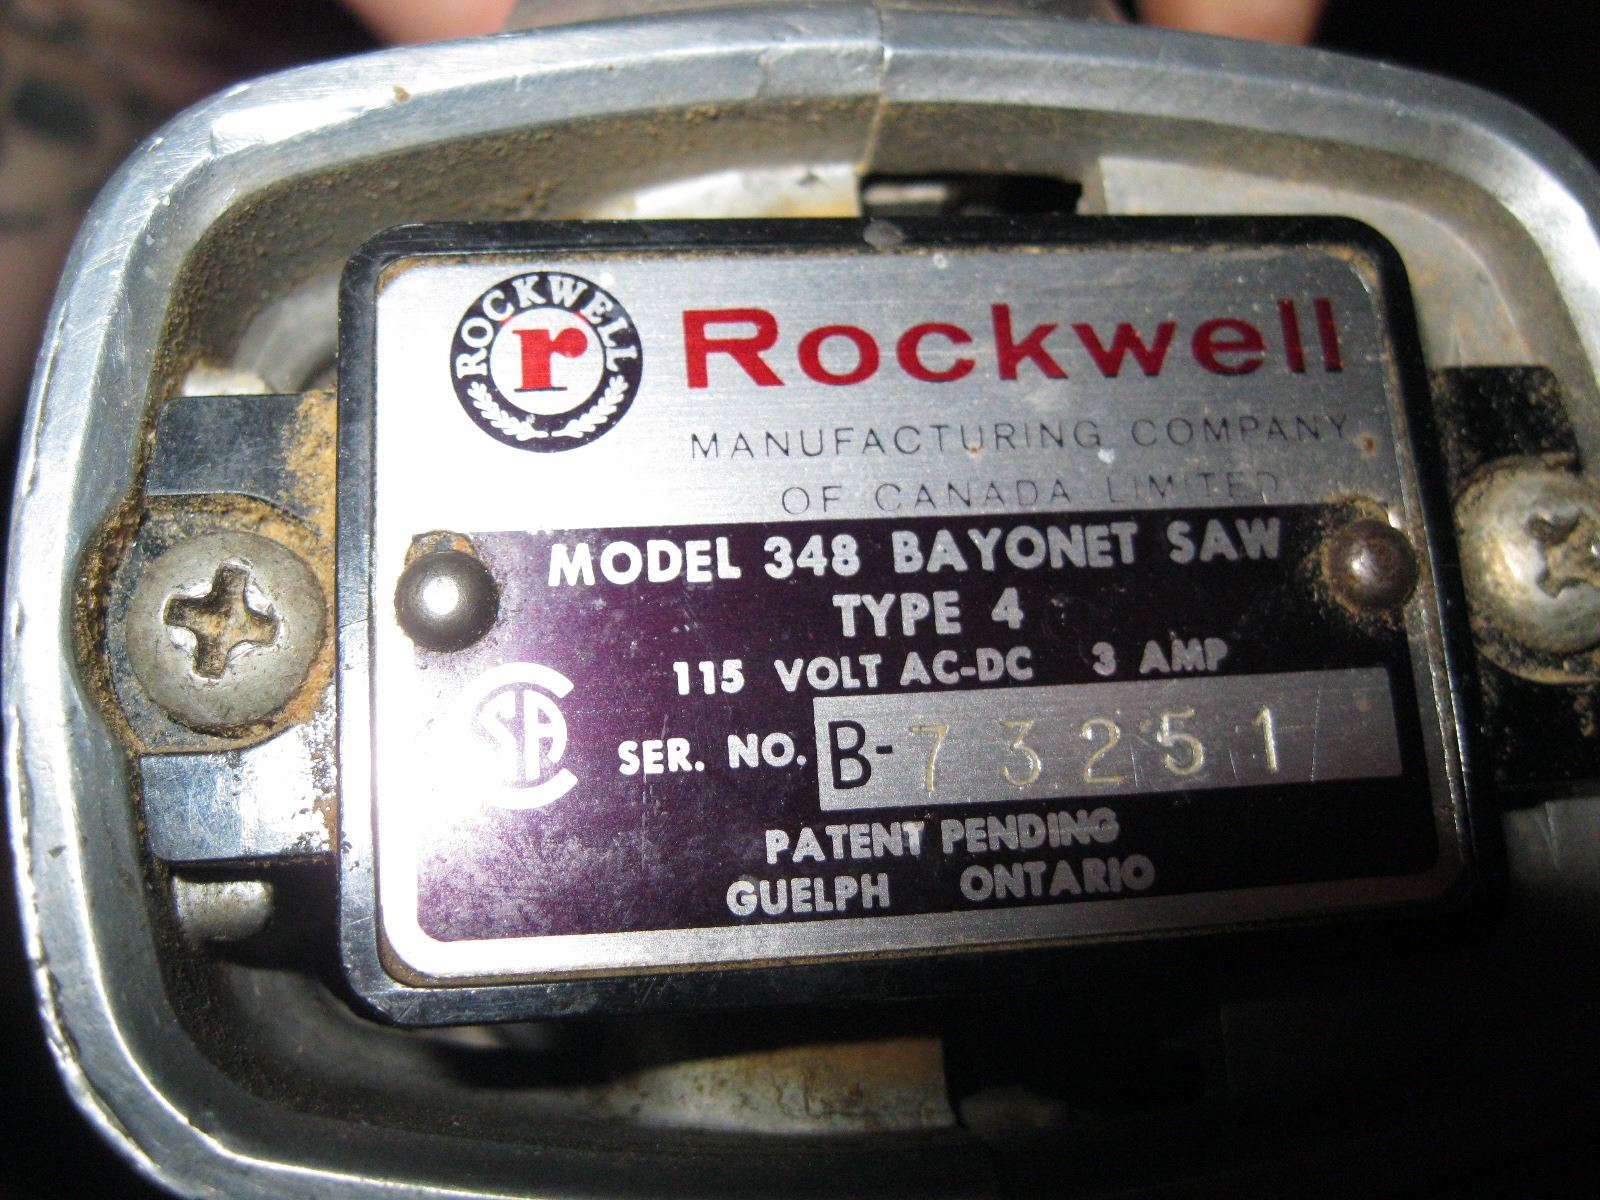 ROCKWELL
r
Rockwell
MANUFACTURING COMPANY
OF CANADA LIMITED
MODEL 348 BAYONET SAW
TYPE 4
115 VOLT AC-DC 3 AMP
CSA
SER. NO. B-73251
PATENT PENDING
GUELPH ONTARIO